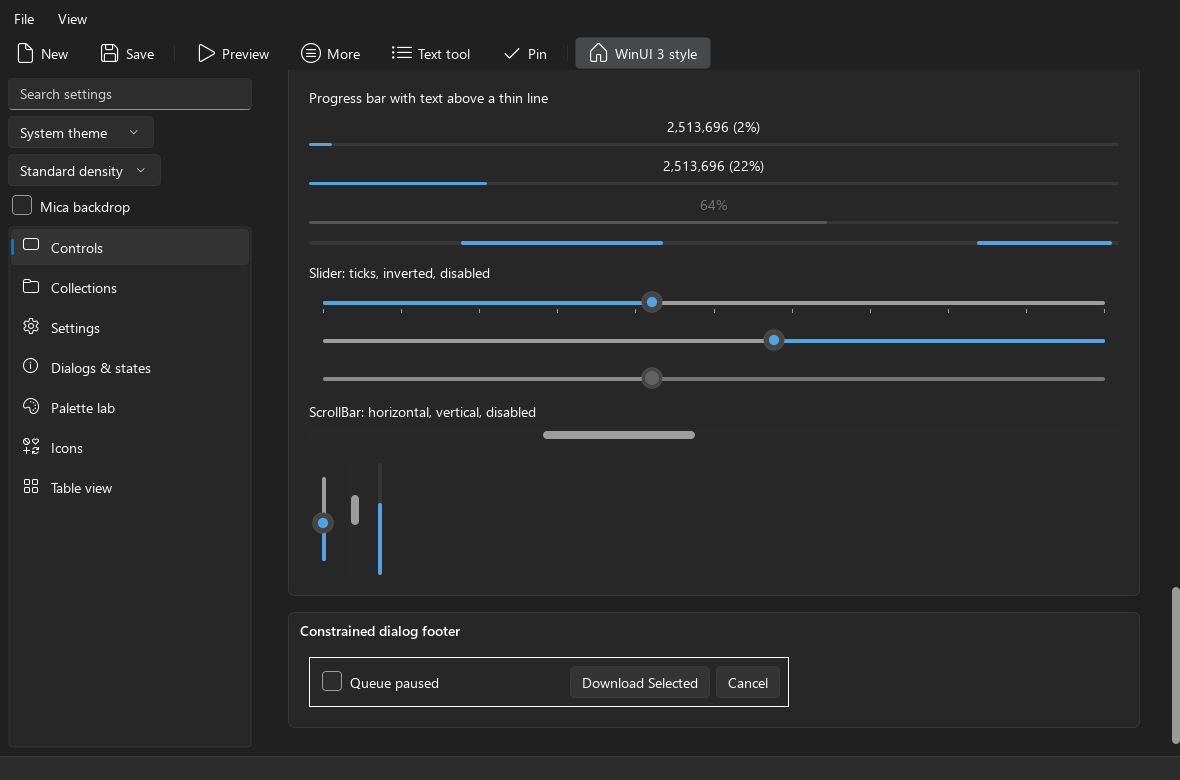 File View
New Save Preview More Text tool Pin WinUI 3 style
Search settings
System theme
Standard density
Mica backdrop
Controls
Collections
Settings
Dialogs & states
Palette lab
Icons
Table view
Progress bar with text above a thin line
2,513,696 (2%)
2,513,696 (22%)
64%
Slider: ticks, inverted, disabled
ScrollBar: horizontal, vertical, disabled
Constrained dialog footer
Queue paused Download Selected Cancel